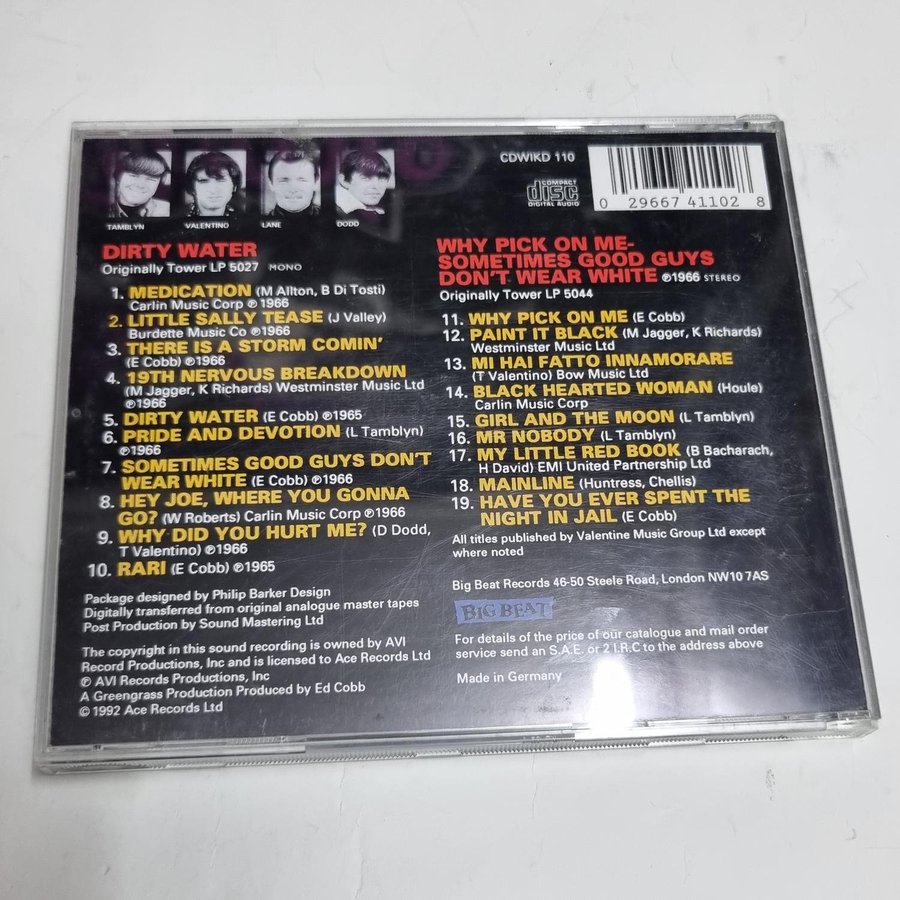 TAMBLYN VALENTINO LANE DODD
CDWIKD 110
COMPACT
disc
DIGITAL AUDIO
0 29667 41102 8
DIRTY WATER
Originally Tower LP 5027 MONO
1. MEDICATION (M Allton, B Di Tosti)
Carlin Music Corp ℗1966
2. LITTLE SALLY TEASE (J Valley)
Burdette Music Co ℗1966
3. THERE IS A STORM COMIN'
(E Cobb) ℗1966
4. 19TH NERVOUS BREAKDOWN
(M Jagger, K Richards) Westminster Music Ltd
℗1966
5. DIRTY WATER (E Cobb) ℗1965
6. PRIDE AND DEVOTION (L Tamblyn)
℗1966
7. SOMETIMES GOOD GUYS DON'T
WEAR WHITE (E Cobb) ℗1966
8. HEY JOE, WHERE YOU GONNA
GO? (W Roberts) Carlin Music Corp ℗1966
9. WHY DID YOU HURT ME? (D Dodd,
T Valentino) ℗1966
10. RARI (E Cobb) ℗1965
Package designed by Philip Barker Design
Digitally transferred from original analogue master tapes
Post Production by Sound Mastering Ltd
The copyright in this sound recording is owned by AVI
Record Productions, Inc and is licensed to Ace Records Ltd
℗ AVI Records Productions, Inc
A Greengrass Production Produced by Ed Cobb
© 1992 Ace Records Ltd
WHY PICK ON ME-
SOMETIMES GOOD GUYS
DON'T WEAR WHITE ℗1966 STEREO
Originally Tower LP 5044
11. WHY PICK ON ME (E Cobb)
12. PAINT IT BLACK (M Jagger, K Richards)
Westminster Music Ltd
13. MI HAI FATTO INNAMORARE
(T Valentino) Bow Music Ltd
14. BLACK HEARTED WOMAN (Houle)
Carlin Music Corp
15. GIRL AND THE MOON (L Tamblyn)
16. MR NOBODY (L Tamblyn)
17. MY LITTLE RED BOOK (B Bacharach,
H David) EMI United Partnership Ltd
18. MAINLINE (Huntress, Chellis)
19. HAVE YOU EVER SPENT THE
NIGHT IN JAIL (E Cobb)
All titles published by Valentine Music Group Ltd except
where noted
Big Beat Records 46-50 Steele Road, London NW10 7AS
BIG BEAT
For details of the price of our catalogue and mail order
service send an S.A.E. or 2 I.R.C to the address above
Made in Germany